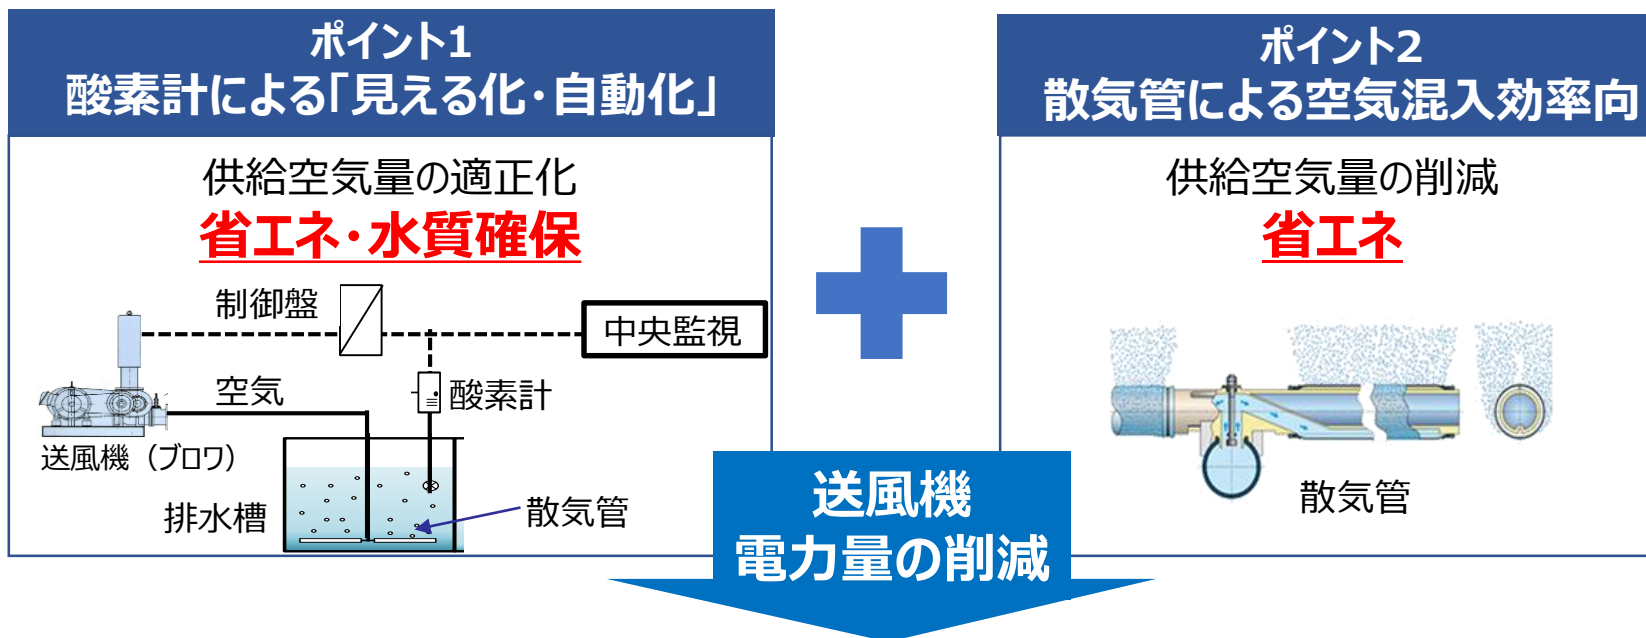 ポイント1
酸素計による「見える化・自動化」
供給空気量の適正化
省エネ・水質確保
制御盤
中央監視
空気
酸素計
送風機（ブロワ）
排水槽
散気管
ポイント2
散気管による空気混入効率向
供給空気量の削減
省エネ
散気管
送風機
電力量の削減